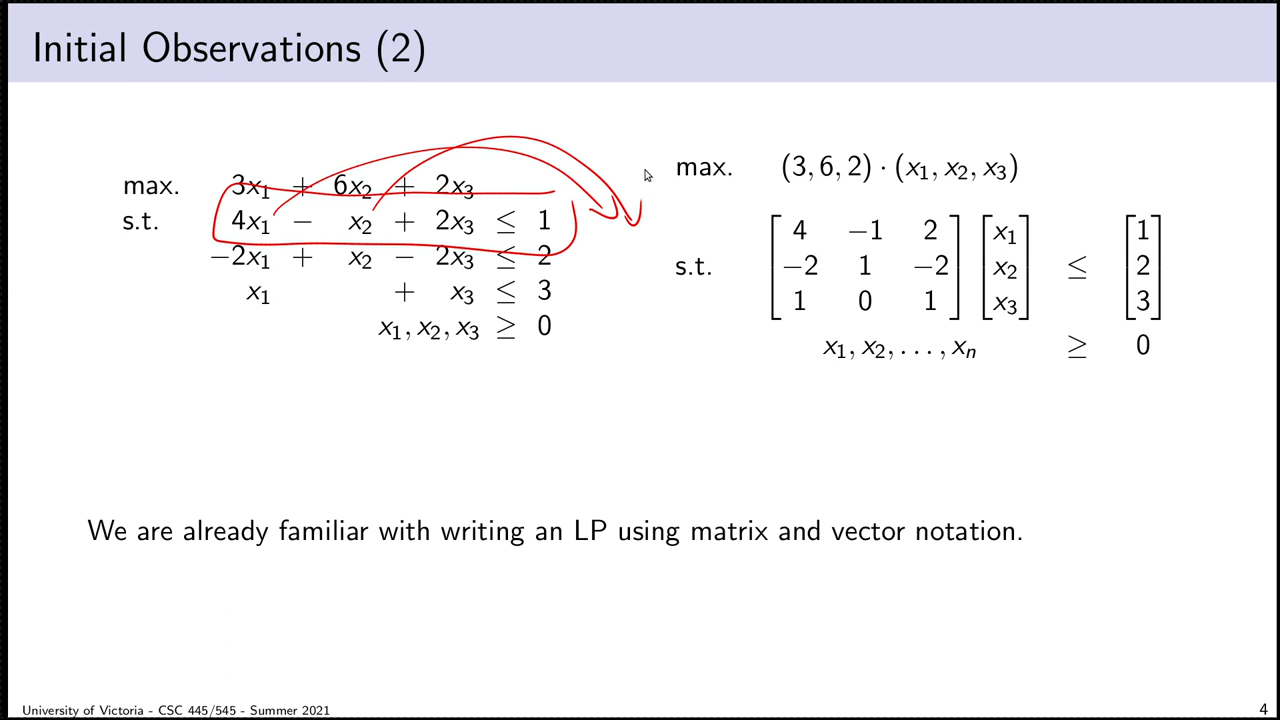 Initial Observations (2)
max. 3x₁ + 6x₂ + 2x₃
s.t. 4x₁ − x₂ + 2x₃ ≤ 1
−2x₁ + x₂ − 2x₃ ≤ 2
x₁ + x₃ ≤ 3
x₁, x₂, x₃ ≥ 0
max. (3, 6, 2) · (x₁, x₂, x₃)
4 −1 2 x₁ 1
s.t. −2 1 −2 x₂ ≤ 2
1 0 1 x₃ 3
x₁, x₂, . . . , xₙ ≥ 0
We are already familiar with writing an LP using matrix and vector notation.
University of Victoria - CSC 445/545 - Summer 2021
4